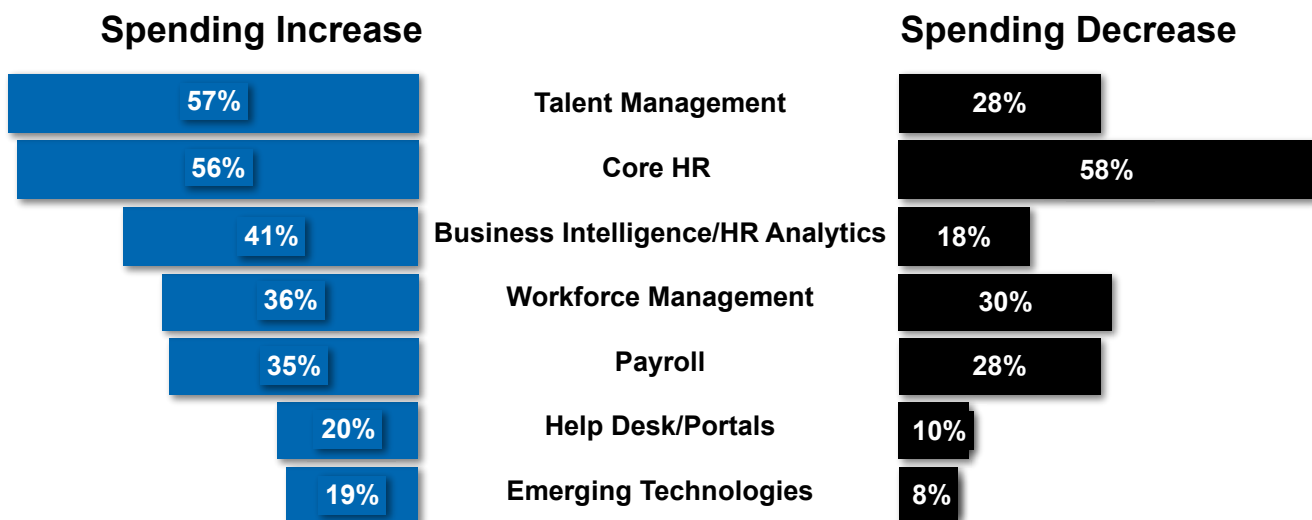 Spending Increase
Spending Decrease
57%
Talent Management
28%
56%
Core HR
58%
41%
Business Intelligence/HR Analytics
18%
36%
Workforce Management
30%
35%
Payroll
28%
20%
Help Desk/Portals
10%
19%
Emerging Technologies
8%